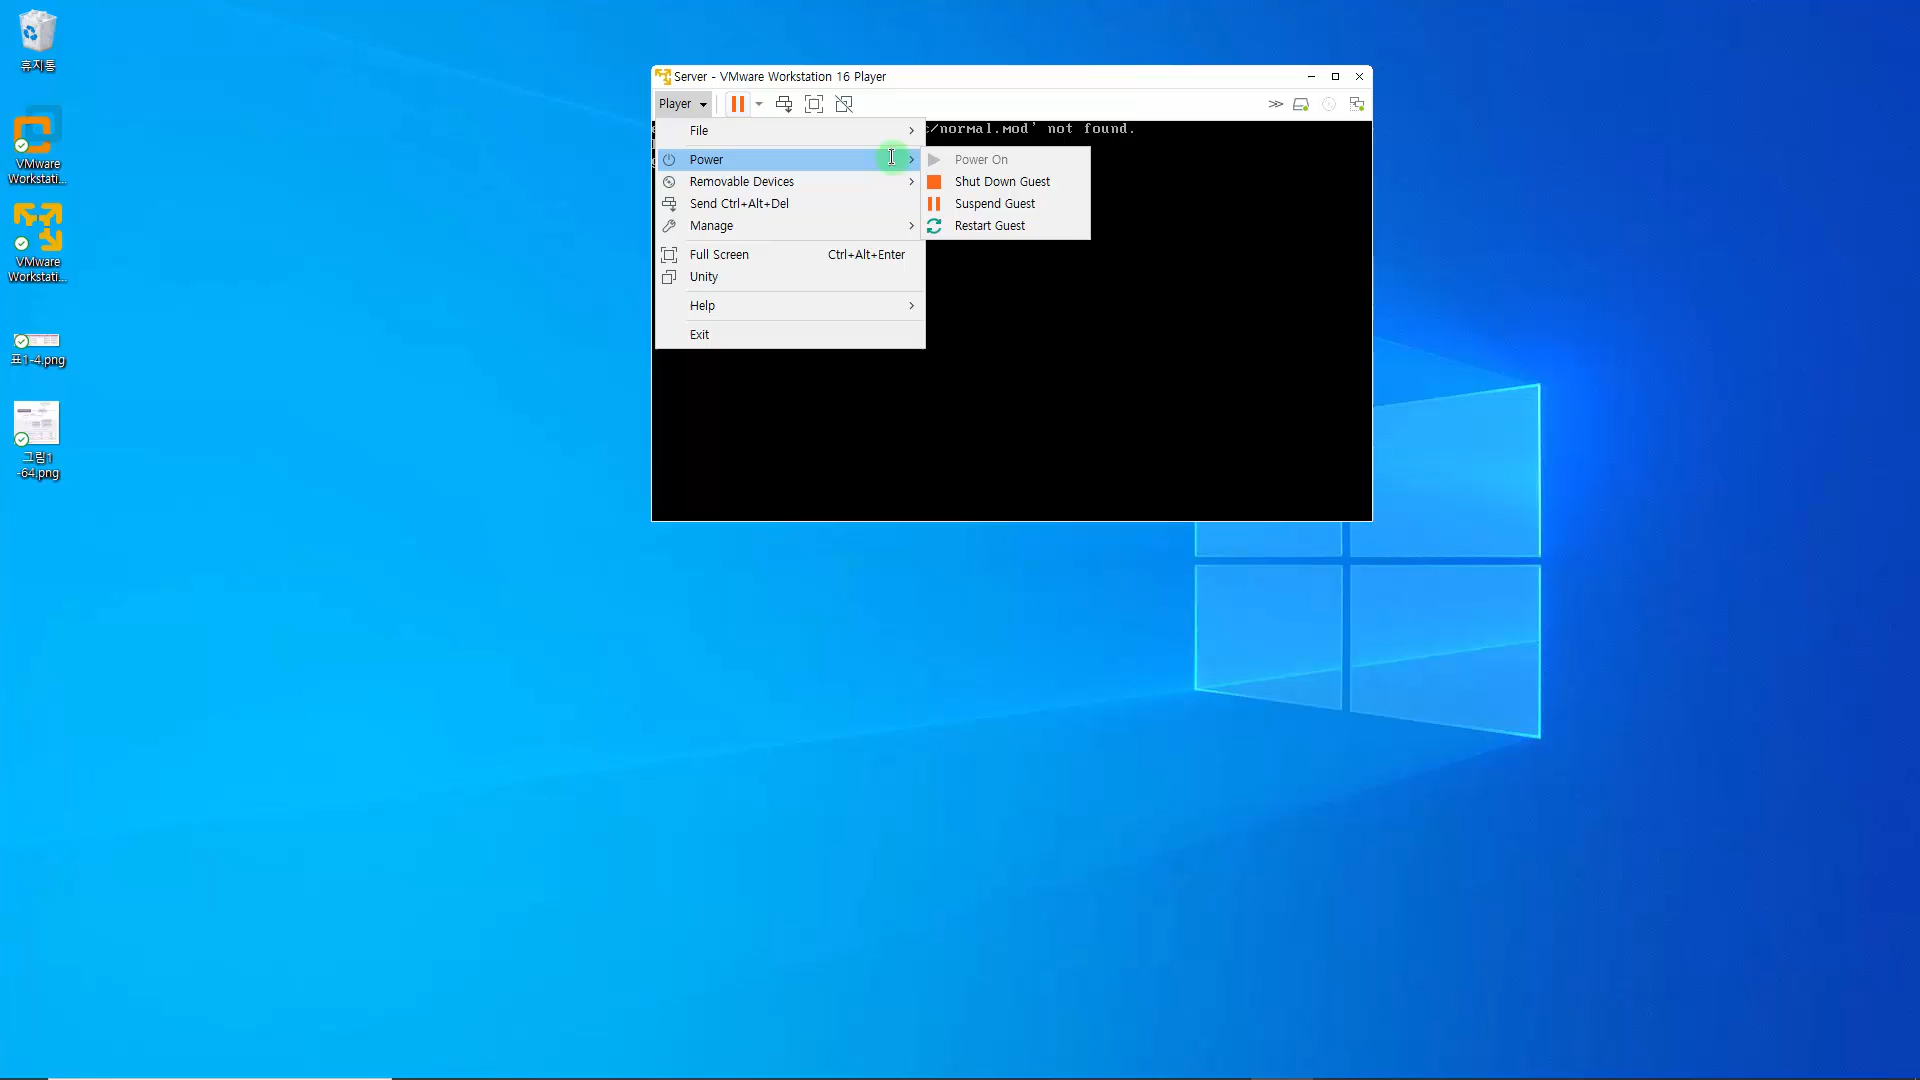 휴지통
VMware
Workstati...
VMware
Workstati...
표1-4.png
그림1
-64.png
Server - VMware Workstation 16 Player
Player
c/normal.mod' not found.
File
Power
Removable Devices
Send Ctrl+Alt+Del
Manage
Full Screen Ctrl+Alt+Enter
Unity
Help
Exit
Power On
Shut Down Guest
Suspend Guest
Restart Guest